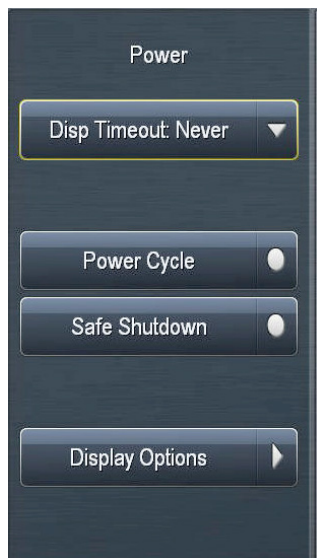 Power
Disp Timeout: Never
Power Cycle
Safe Shutdown
Display Options